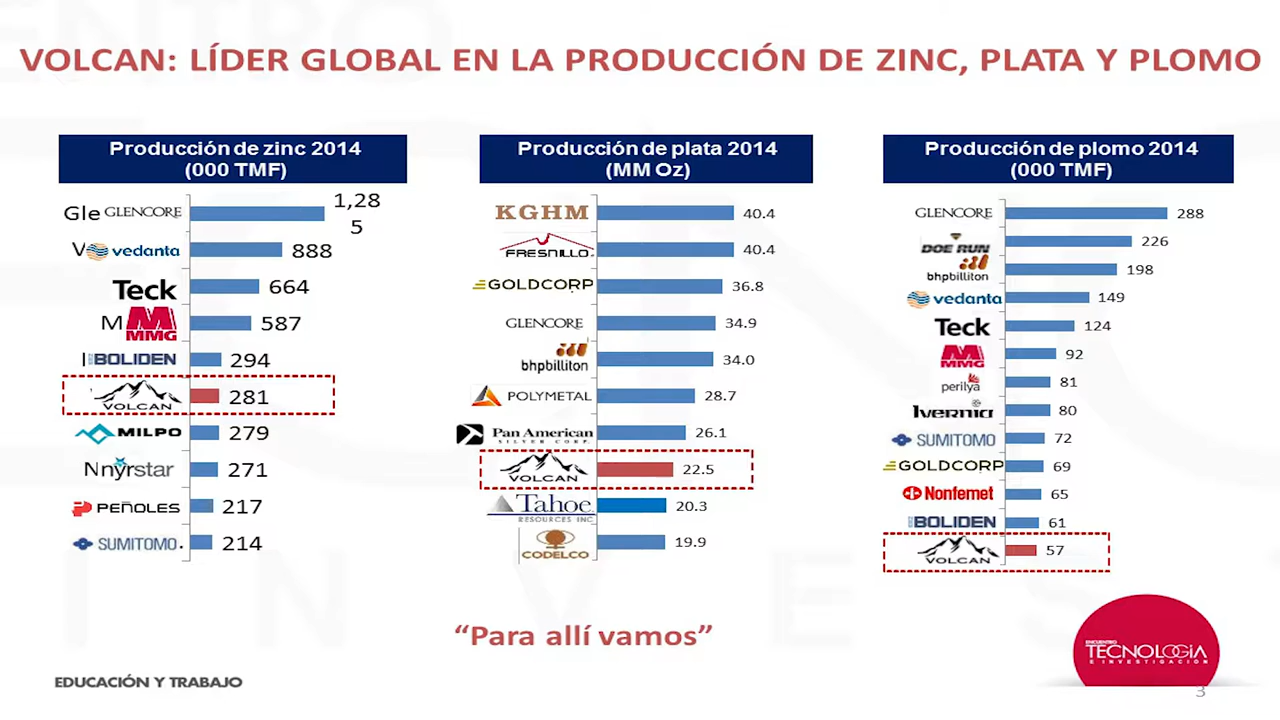 VOLCAN: LÍDER GLOBAL EN LA PRODUCCIÓN DE ZINC, PLATA Y PLOMO
Producción de zinc 2014
(000 TMF)
Gle GLENCORE 1,28
5
V vedanta 888
Teck 664
M MMG 587
BOLIDEN 294
VOLCAN 281
MILPO 279
N nyrstar 271
PEÑOLES 217
SUMITOMO. 214
Producción de plata 2014
(MM Oz)
KGHM 40.4
FRESNILLO 40.4
GOLDCORP 36.8
GLENCORE 34.9
bhpbilliton 34.0
POLYMETAL 28.7
PAN AMERICAN 26.1
SILVER CORP.
VOLCAN 22.5
Tahoe 20.3
RESOURCES INC
CODELCO 19.9
Producción de plomo 2014
(000 TMF)
GLENCORE 288
DOE RUN 226
bhpbilliton 198
vedanta 149
Teck 124
MMG 92
perilya 81
Ivernia 80
SUMITOMO 72
GOLDCORP 69
Nonfemet 65
BOLIDEN 61
VOLCAN 57
“Para allí vamos”
EDUCACIÓN Y TRABAJO
ENCUENTRO
TECNOLOGÍA
E INVESTIGACIÓN
3